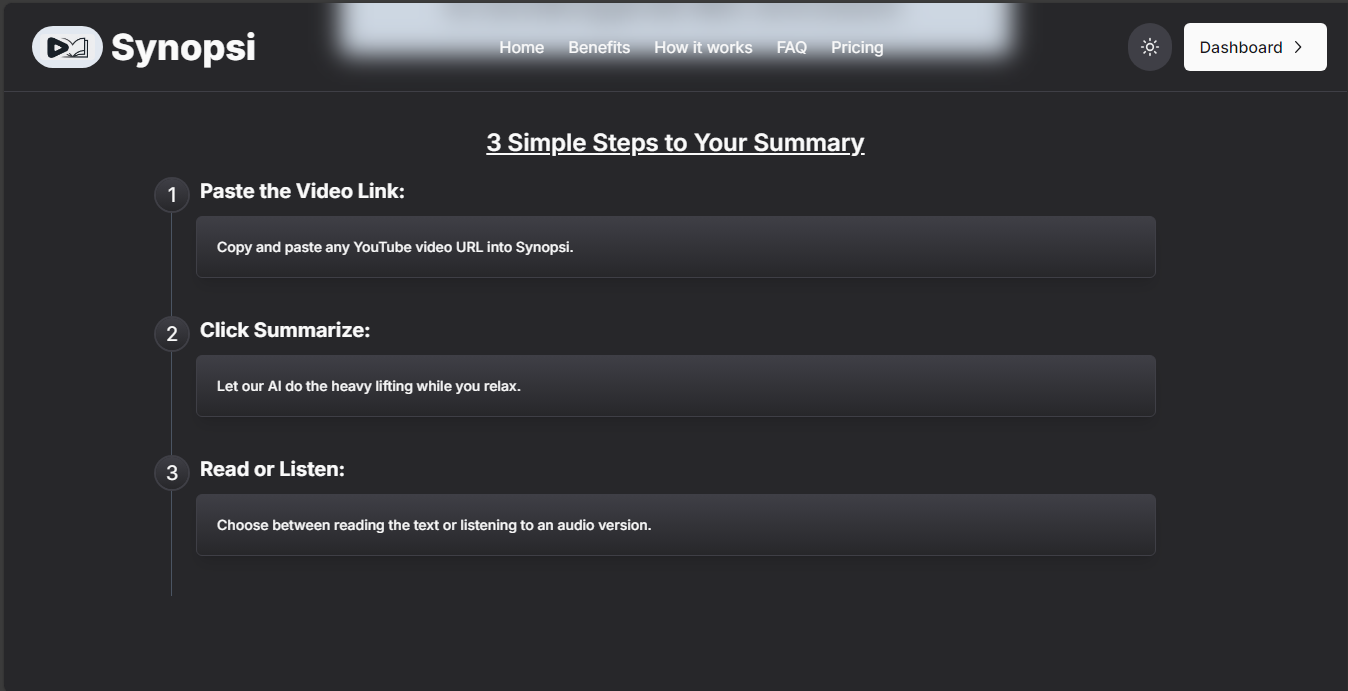 Synopsi
Home Benefits How it works FAQ Pricing
Dashboard
3 Simple Steps to Your Summary
1 Paste the Video Link:
Copy and paste any YouTube video URL into Synopsi.
2 Click Summarize:
Let our AI do the heavy lifting while you relax.
3 Read or Listen:
Choose between reading the text or listening to an audio version.